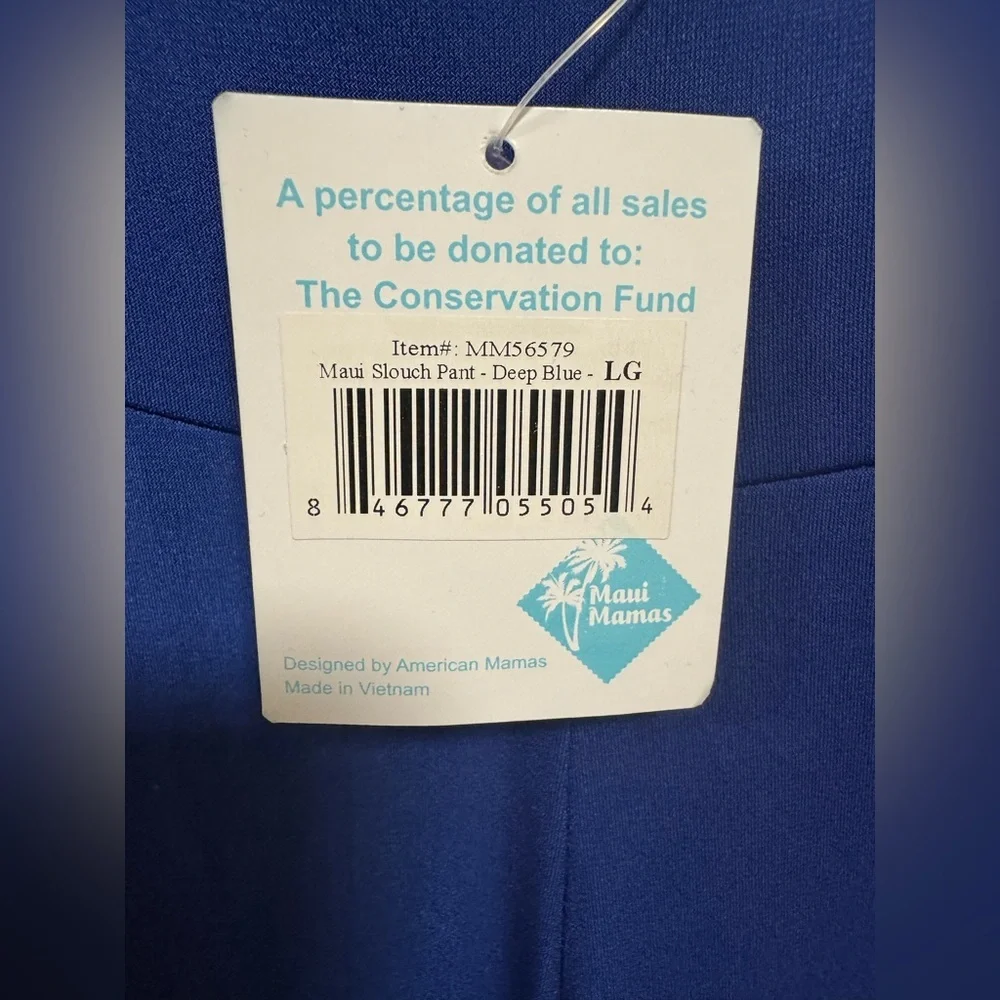 A percentage of all sales
to be donated to:
The Conservation Fund
Item#: MM56579
Maui Slouch Pant - Deep Blue - LG
8 46777 05505 4
Maui
Mamas
Designed by American Mamas
Made in Vietnam